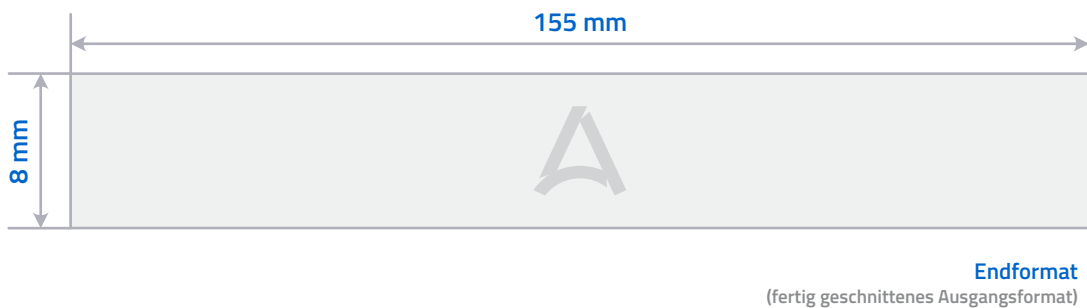 155 mm
8 mm
Endformat
(fertig geschnittenes Ausgangsformat)